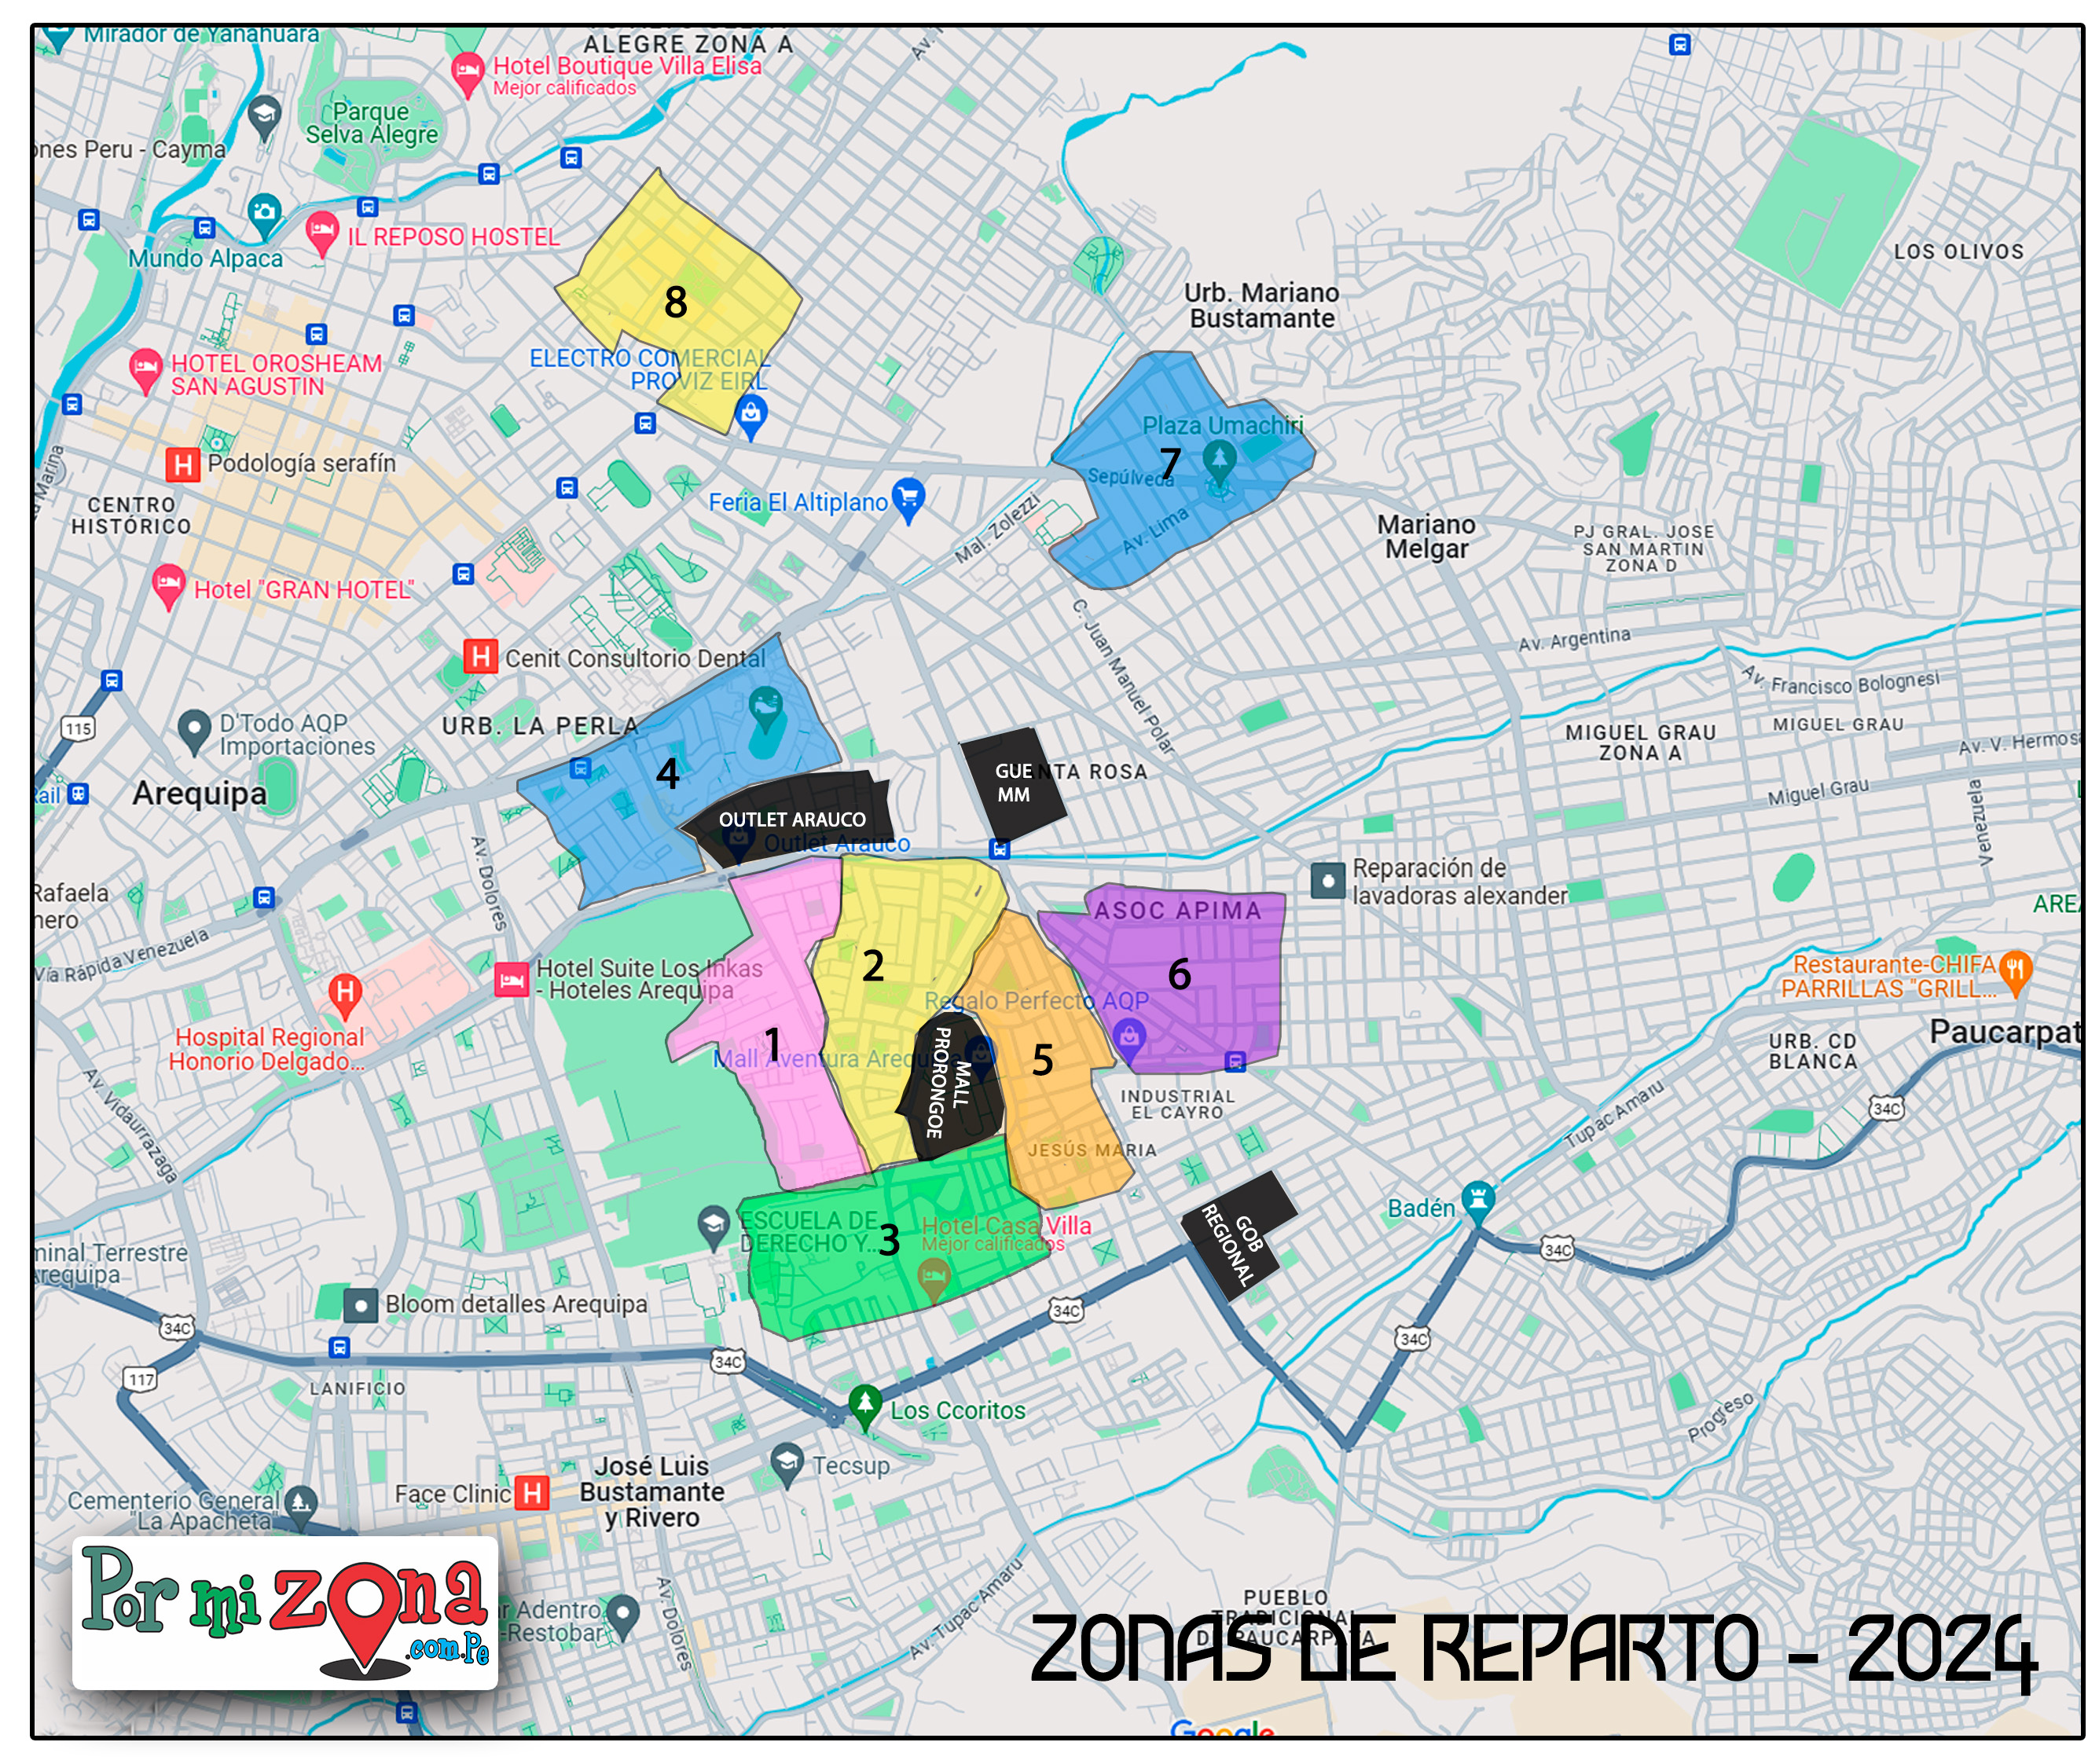 Mirador de Yanahuara
ALEGRE ZONA A
Hotel Boutique Villa Elisa
Mejor calificados
Parque
Selva Alegre
ones Peru - Cayma
IL REPOSO HOSTEL
Mundo Alpaca
LOS OLIVOS
Urb. Mariano
Bustamante
8
ELECTRO COMERCIAL
PROVIZ EIRL
HOTEL OROSHEAM
SAN AGUSTIN
Plaza Umachiri
7
Sepúlveda
Av. Lima
Podología serafín
CENTRO
HISTÓRICO
Feria El Altiplano
Mal. Zolezzi
Mariano
Melgar
PJ GRAL. JOSE
SAN MARTIN
ZONA D
Hotel "GRAN HOTEL"
C. Juan Manuel Polar
Av. Argentina
Cenit Consultorio Dental
Av. Francisco Bolognesi
URB. LA PERLA
115
D'Todo AQP
Importaciones
MIGUEL GRAU
ZONA A
MIGUEL GRAU
Av. V. Hermosa
4
GUE
MM
NTA ROSA
Arequipa
Miguel Grau
Venezuela
OUTLET ARAUCO
Outlet Arauco
Av. Dolores
Reparación de
lavadoras alexander
Rafaela
nero
ASOC APIMA
AREA
Vía Rápida Venezuela
2
6
Hotel Suite Los Inkas
- Hoteles Arequipa
Restaurante-CHIFA
PARRILLAS "GRILL...
Regalo Perfecto AQP
Hospital Regional
Honorio Delgado...
1
Mall Aventura Arequipa
MALL
PRORONGOE
5
URB. CD
BLANCA
Paucarpat
Av. Vidaurrazaga
INDUSTRIAL
EL CAYRO
Tupac Amaru
34C
JESÚS MARIA
Badén
GOB
REGIONAL
ESCUELA DE
DERECHO Y...
3
Hotel Casa Villa
Mejor calificados
minal Terrestre
Arequipa
34C
Bloom detalles Arequipa
34C
34C
34C
34C
117
LANIFICIO
Los Ccoritos
Progreso
José Luis
Bustamante
y Rivero
Tecsup
Face Clinic
Cementerio General
"La Apacheta"
Por mi zona
.com.Pe
r Adentro
-Restobar
Av. Dolores
Av. Tupac Amaru
PUEBLO
TRADICIONAL
DE PAUCARPATA
ZONAS DE REPARTO - 2024
Google